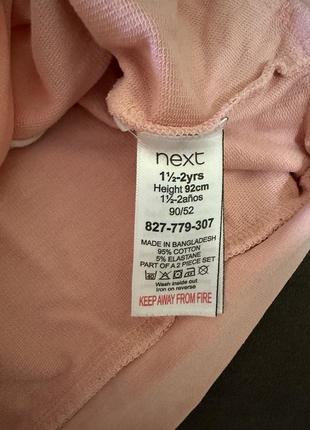 next
1½-2yrs
Height 92cm
1½-2años
90/52
827-779-307
MADE IN BANGLADESH
95% COTTON
5% ELASTANE
PART OF A 2 PIECE SET
Wash inside out
Iron on reverse
KEEP AWAY FROM FIRE